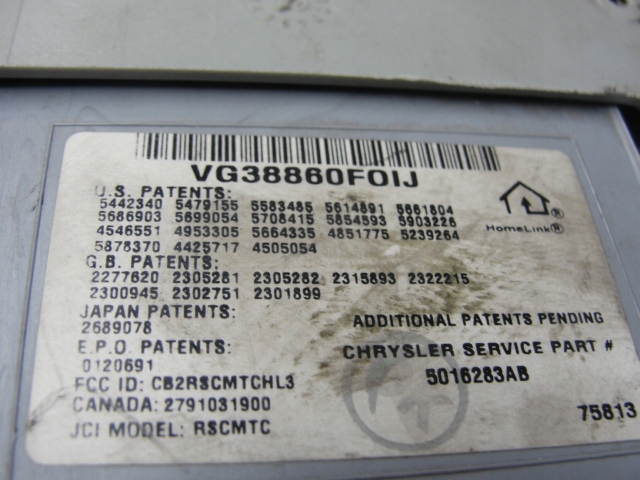 VG38860FOIJ
U.S. PATENTS:
5442340 5479155 5583485 5614891 5661804
5686903 5699054 5708415 5854593 5903226
4546551 4953305 5664335 4851775 5239264
5878370 4425717 4505054
HomeLink®
G.B. PATENTS:
2277620 2305281 2305282 2315893 2322215
2300945 2302751 2301899
JAPAN PATENTS:
2689078
ADDITIONAL PATENTS PENDING
E.P.O. PATENTS:
0120691
CHRYSLER SERVICE PART #
5016283AB
FCC ID: CB2RSCMTCHL3
CANADA: 2791031900
75813
JCI MODEL: RSCMTC